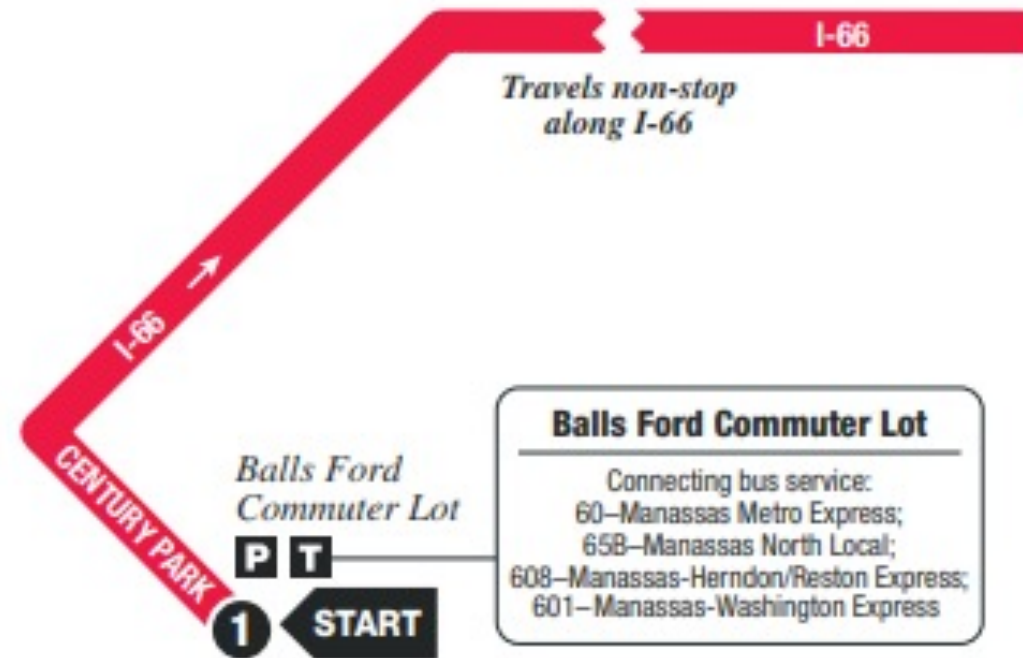 I-66
Travels non-stop
along I-66
I-66
CENTURY PARK
Balls Ford
Commuter Lot
P T
1
START
Balls Ford Commuter Lot
Connecting bus service:
60–Manassas Metro Express;
65B–Manassas North Local;
608–Manassas-Herndon/Reston Express;
601–Manassas-Washington Express